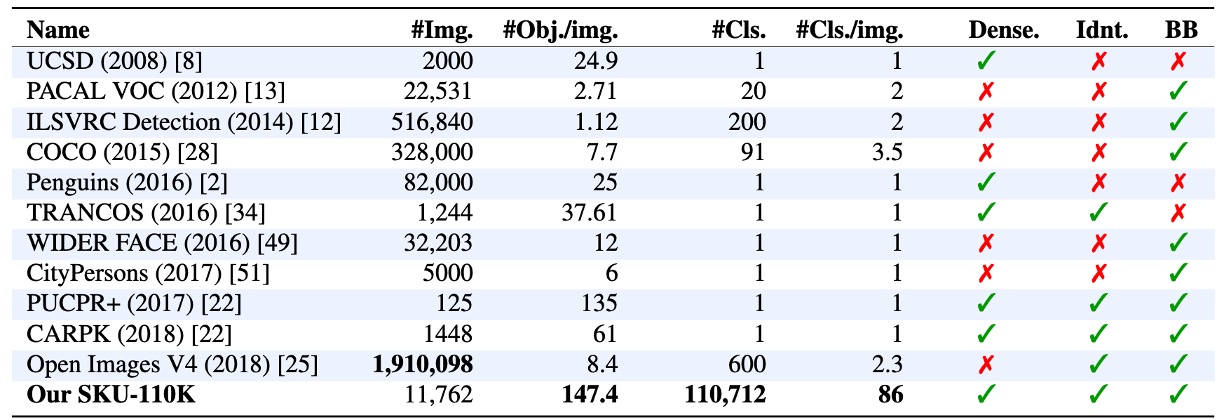 Name #Img. #Obj./img. #Cls. #Cls./img. Dense. Idnt. BB
UCSD (2008) [8] 2000 24.9 1 1 ✓ ✗ ✗
PACAL VOC (2012) [13] 22,531 2.71 20 2 ✗ ✗ ✓
ILSVRC Detection (2014) [12] 516,840 1.12 200 2 ✗ ✗ ✓
COCO (2015) [28] 328,000 7.7 91 3.5 ✗ ✗ ✓
Penguins (2016) [2] 82,000 25 1 1 ✓ ✗ ✗
TRANCOS (2016) [34] 1,244 37.61 1 1 ✓ ✓ ✗
WIDER FACE (2016) [49] 32,203 12 1 1 ✗ ✗ ✓
CityPersons (2017) [51] 5000 6 1 1 ✗ ✗ ✓
PUCPR+ (2017) [22] 125 135 1 1 ✓ ✓ ✓
CARPK (2018) [22] 1448 61 1 1 ✓ ✓ ✓
Open Images V4 (2018) [25] 1,910,098 8.4 600 2.3 ✗ ✓ ✓
Our SKU-110K 11,762 147.4 110,712 86 ✓ ✓ ✓